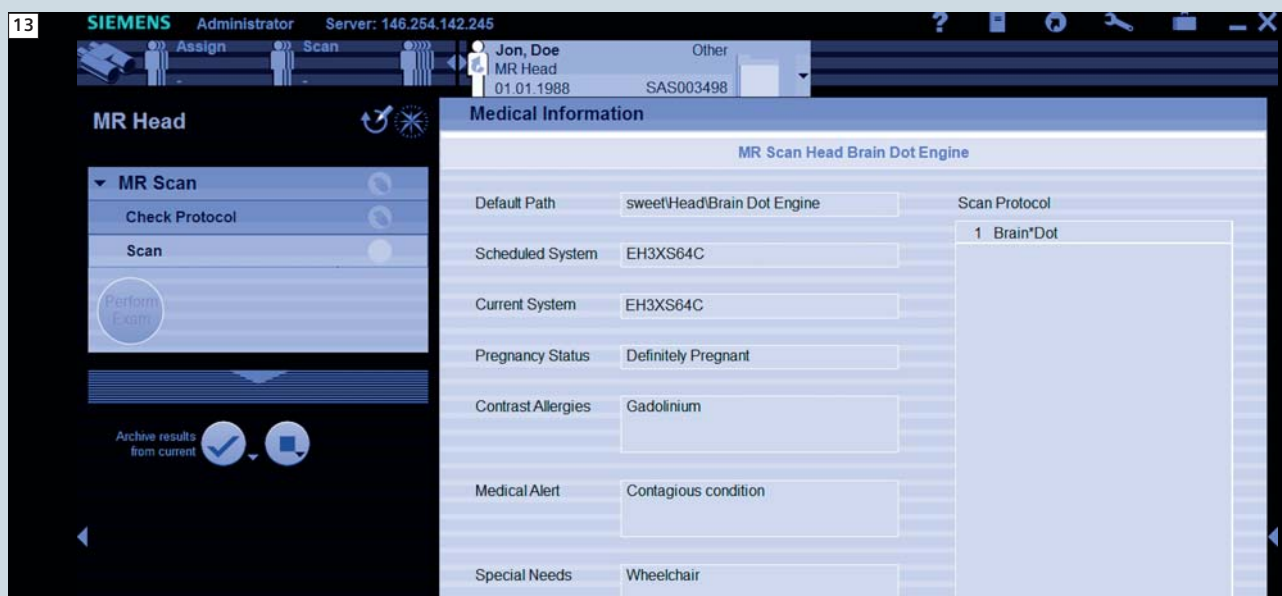 13
SIEMENS Administrator Server: 146.254.142.245 ?
Assign Scan
Jon, Doe Other
MR Head
01.01.1988 SAS003498
MR Head
MR Scan
Check Protocol
Scan
Perform
Exam
Archive results
from current
Medical Information
MR Scan Head Brain Dot Engine
Default Path sweet\Head\Brain Dot Engine
Scheduled System EH3XS64C
Current System EH3XS64C
Pregnancy Status Definitely Pregnant
Contrast Allergies Gadolinium
Medical Alert Contagious condition
Special Needs Wheelchair
Scan Protocol
1 Brain*Dot